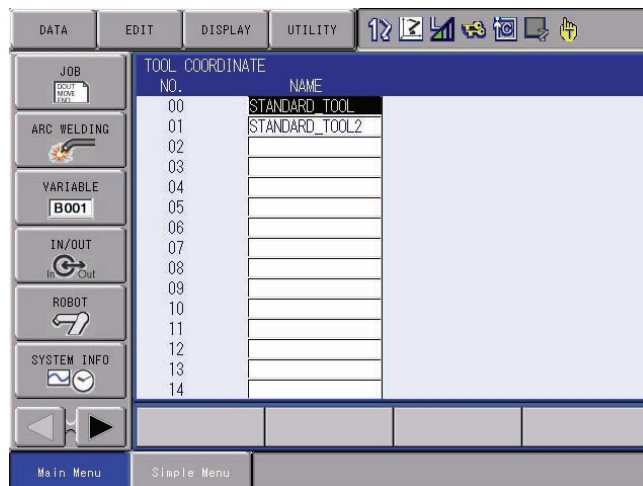 DATA EDIT DISPLAY UTILITY
JOB
DOUT
MOVE
END
ARC WELDING
VARIABLE
B001
IN/OUT
In Out
ROBOT
SYSTEM INFO
TOOL COORDINATE
NO. NAME
00 STANDARD_TOOL
01 STANDARD_TOOL2
02
03
04
05
06
07
08
09
10
11
12
13
14
Main Menu Simple Menu